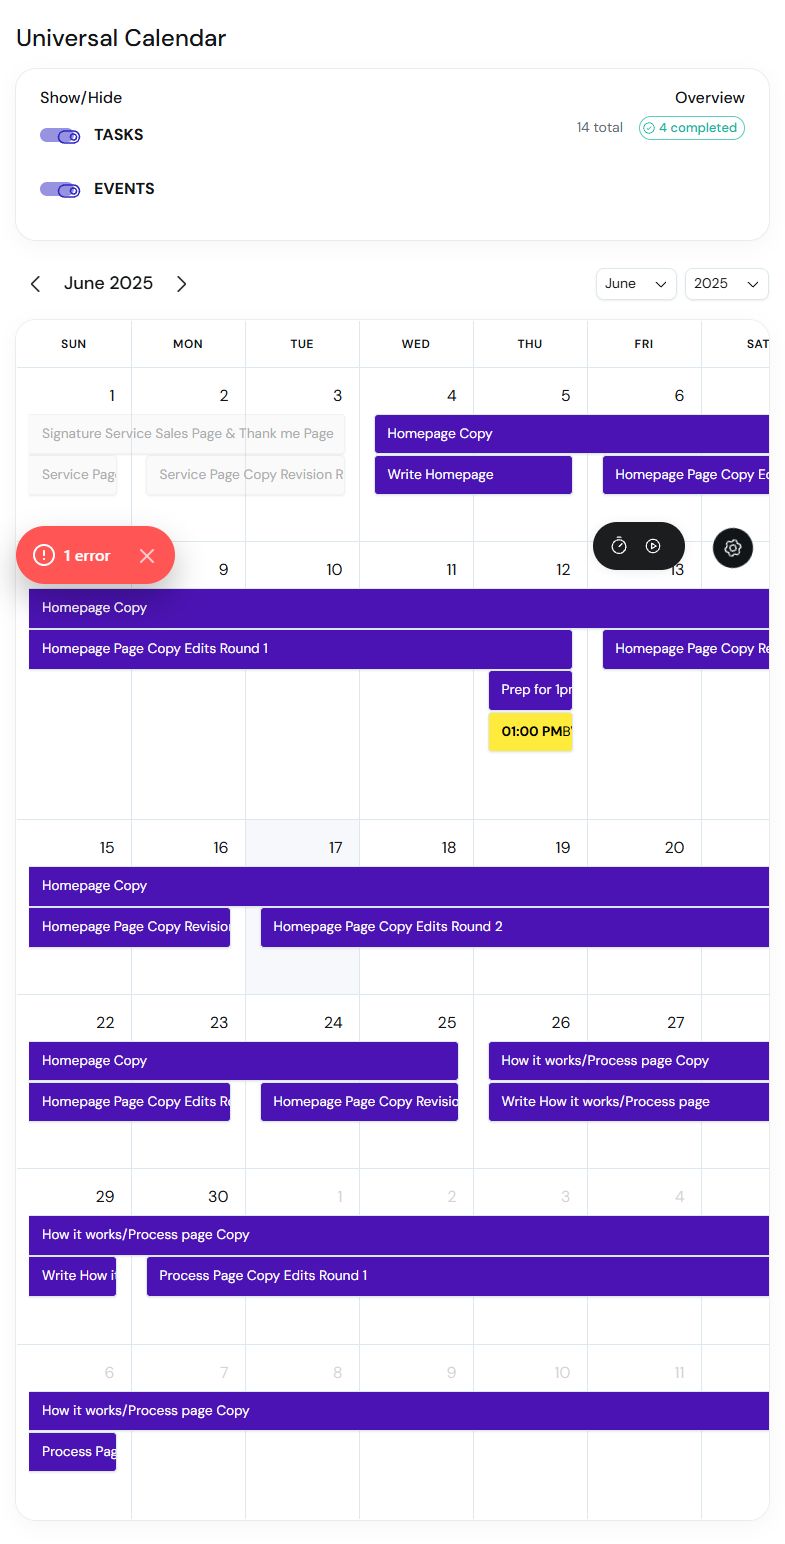 Universal Calendar
Show/Hide
Overview
TASKS
14 total
4 completed
EVENTS
June 2025
June
2025
SUN MON TUE WED THU FRI SAT
1 2 3 4 5 6
Signature Service Sales Page & Thank me Page
Homepage Copy
Service Page
Service Page Copy Revision R
Write Homepage
Homepage Page Copy Ed
1 error
9 10 11 12 13
Homepage Copy
Homepage Page Copy Edits Round 1
Homepage Page Copy Re
Prep for 1pm
01:00 PM
15 16 17 18 19 20
Homepage Copy
Homepage Page Copy Revision
Homepage Page Copy Edits Round 2
22 23 24 25 26 27
Homepage Copy
How it works/Process page Copy
Homepage Page Copy Edits Ro
Homepage Page Copy Revisio
Write How it works/Process page
29 30 1 2 3 4
How it works/Process page Copy
Write How it
Process Page Copy Edits Round 1
6 7 8 9 10 11
How it works/Process page Copy
Process Pag